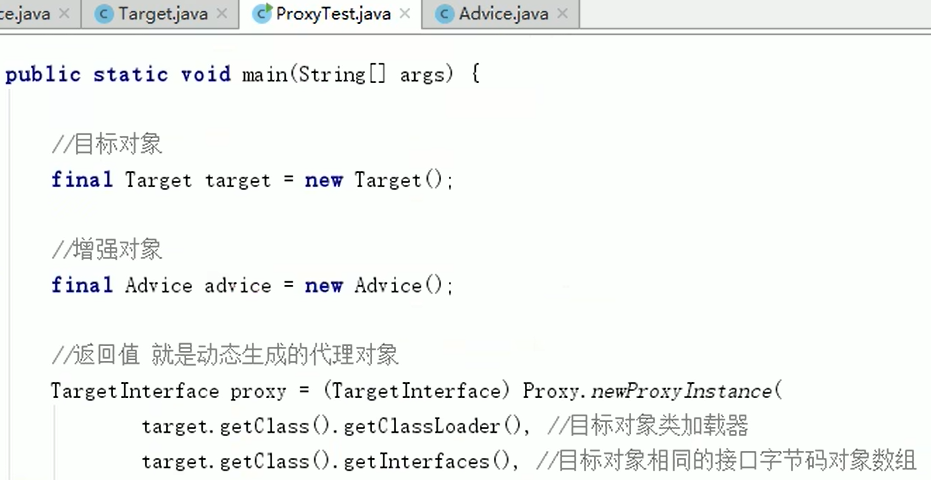 ce.java
Target.java
ProxyTest.java
Advice.java
public static void main(String[] args) {
//目标对象
final Target target = new Target();
//增强对象
final Advice advice = new Advice();
//返回值 就是动态生成的代理对象
TargetInterface proxy = (TargetInterface) Proxy.newProxyInstance(
target.getClass().getClassLoader(), //目标对象类加载器
target.getClass().getInterfaces(), //目标对象相同的接口字节码对象数组